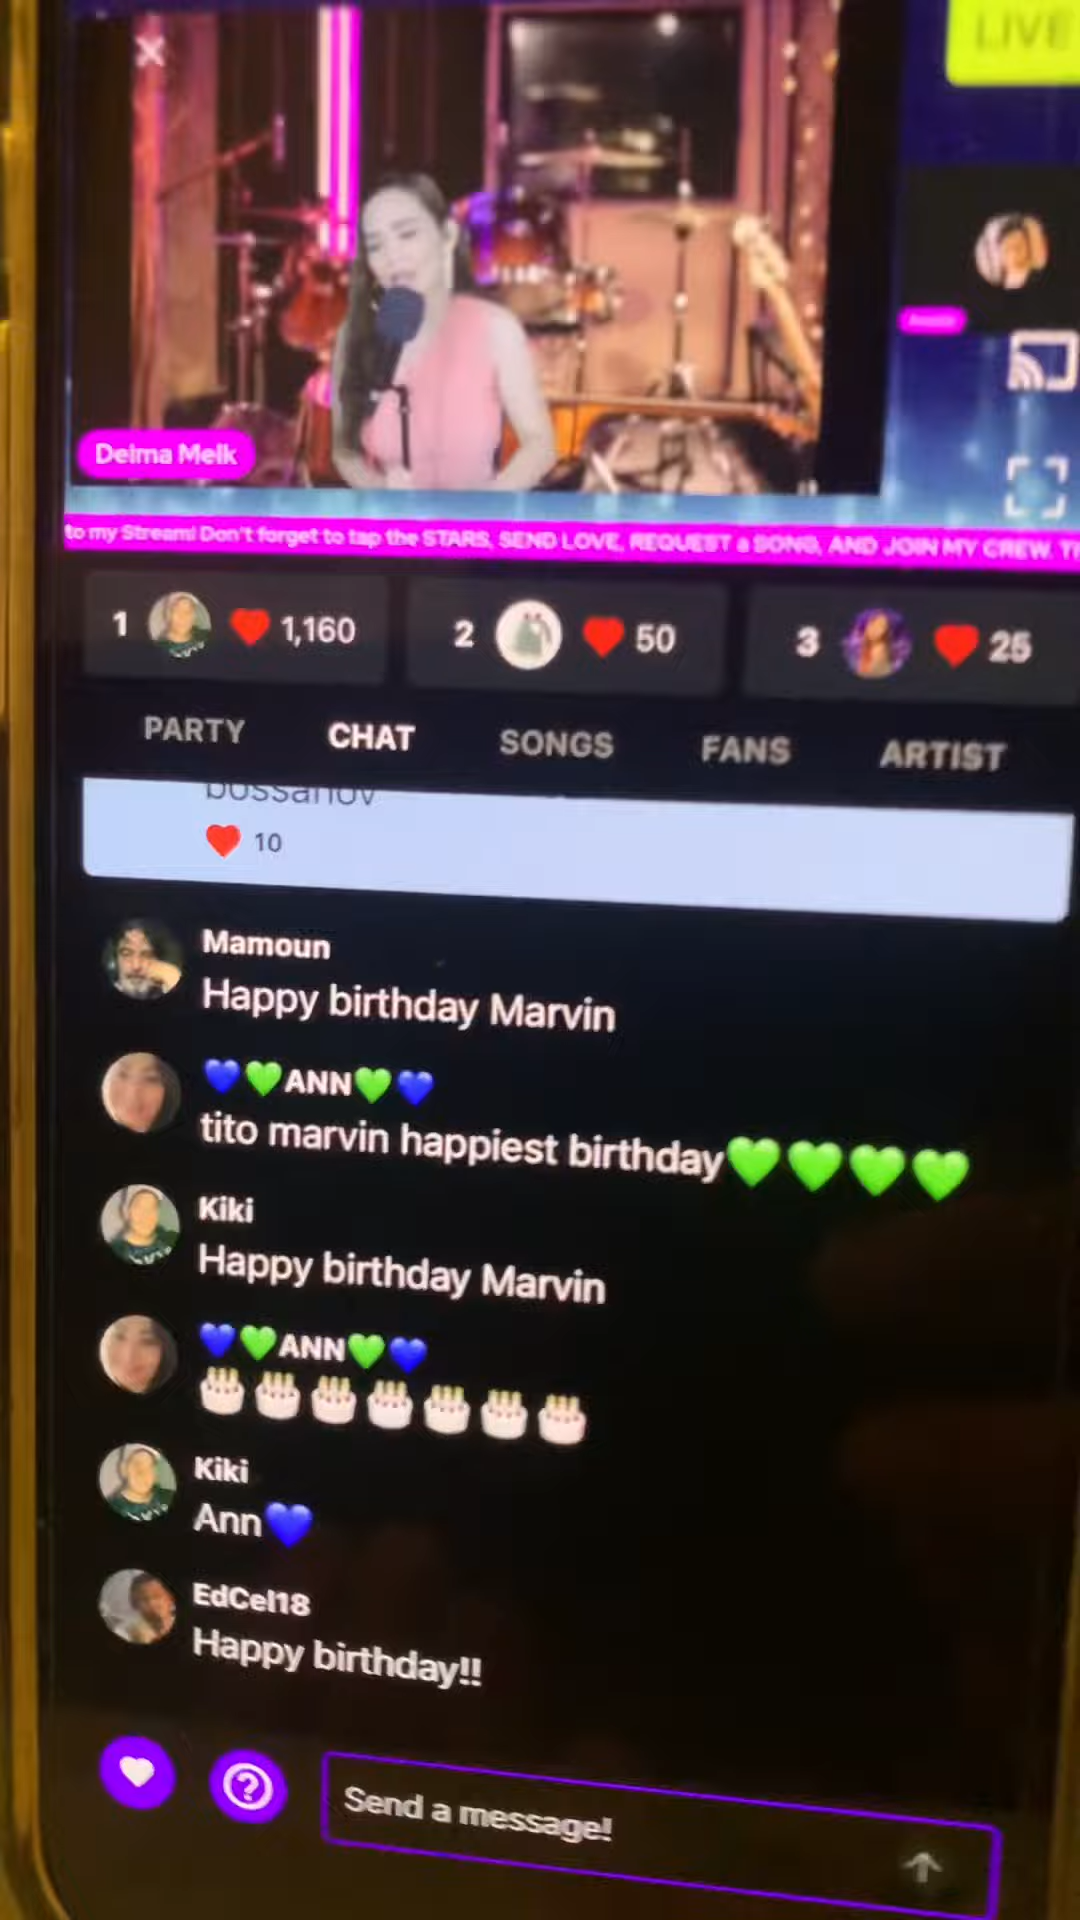 LIVE
Deima Melk
to my Stream! Don't forget to tap the STARS, SEND LOVE, REQUEST a SONG, AND JOIN MY CREW.
1 ❤️ 1,160
2 ❤️ 50
3 ❤️ 25
PARTY CHAT SONGS FANS ARTIST
bossanov
❤️ 10
Mamoun
Happy birthday Marvin
💙💚ANN💚💙
tito marvin happiest birthday💚💚💚💚
Kiki
Happy birthday Marvin
💙💚ANN💚💙
🎂🎂🎂🎂🎂🎂🎂
Kiki
Ann💙
EdCel18
Happy birthday!!
Send a message!